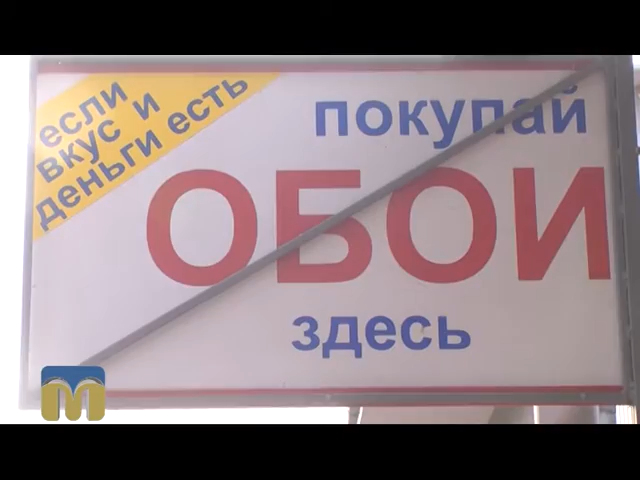 если
вкус и
деньги есть
покупай
ОБОИ
здесь